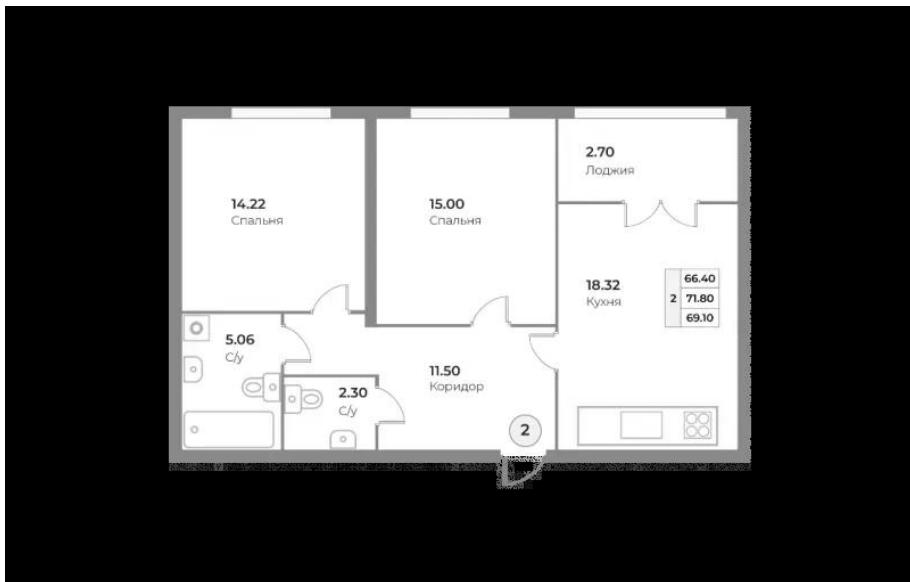 2.70
Лоджия
14.22
Спальня
15.00
Спальня
18.32
Кухня
66.40
2 71.80
69.10
5.06
С/у
11.50
Коридор
2.30
С/у
2